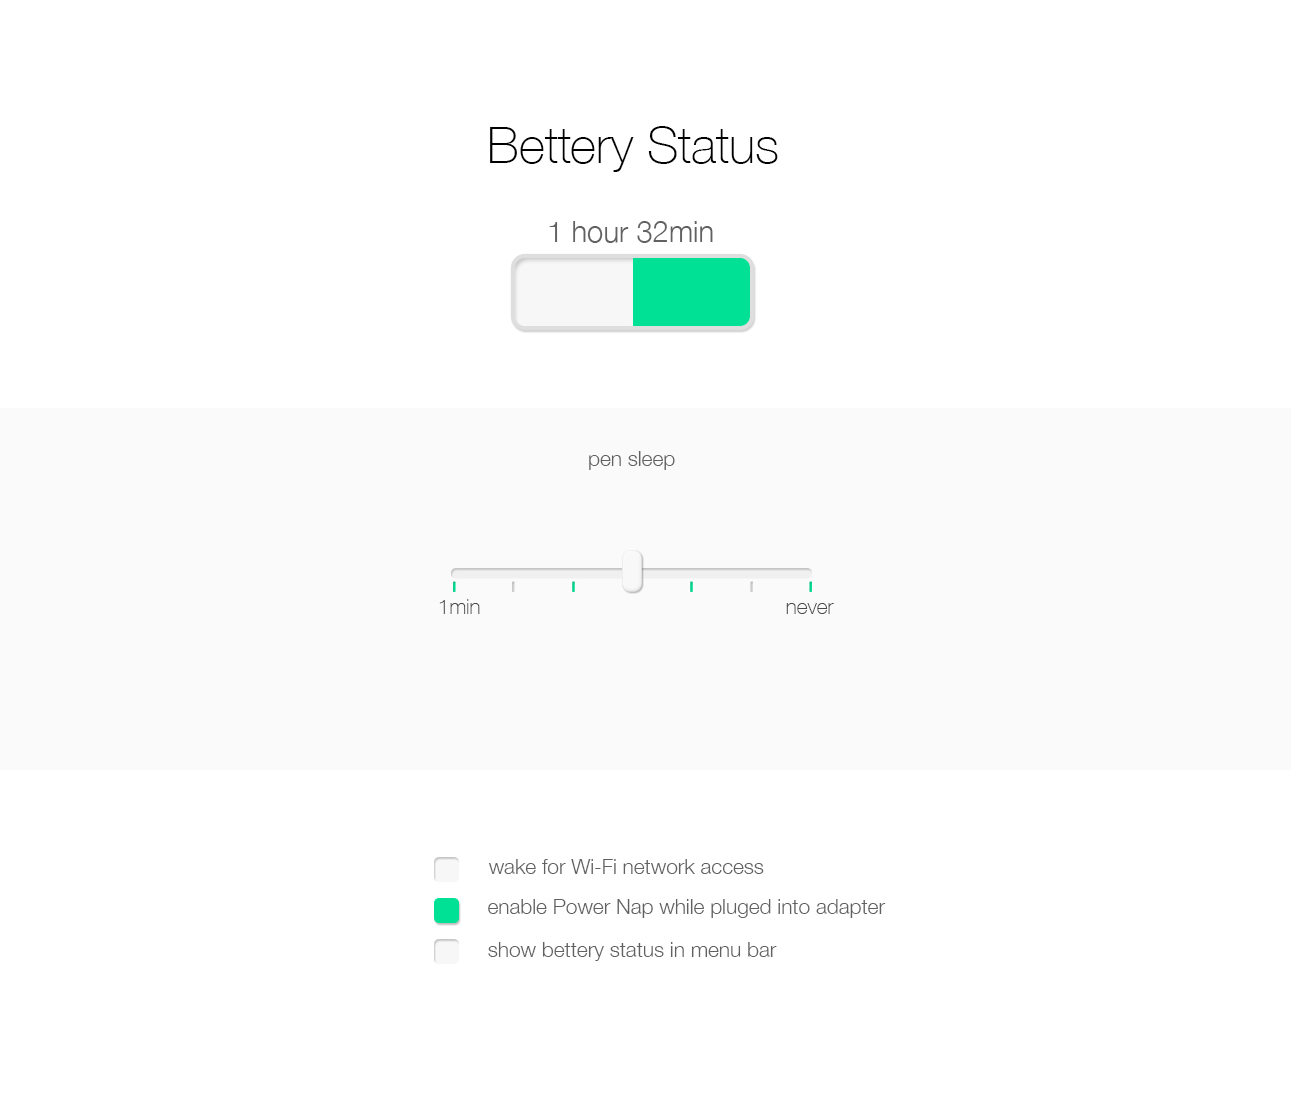 Bettery Status
1 hour 32min
pen sleep
1min never
wake for Wi-Fi network access
enable Power Nap while pluged into adapter
show bettery status in menu bar